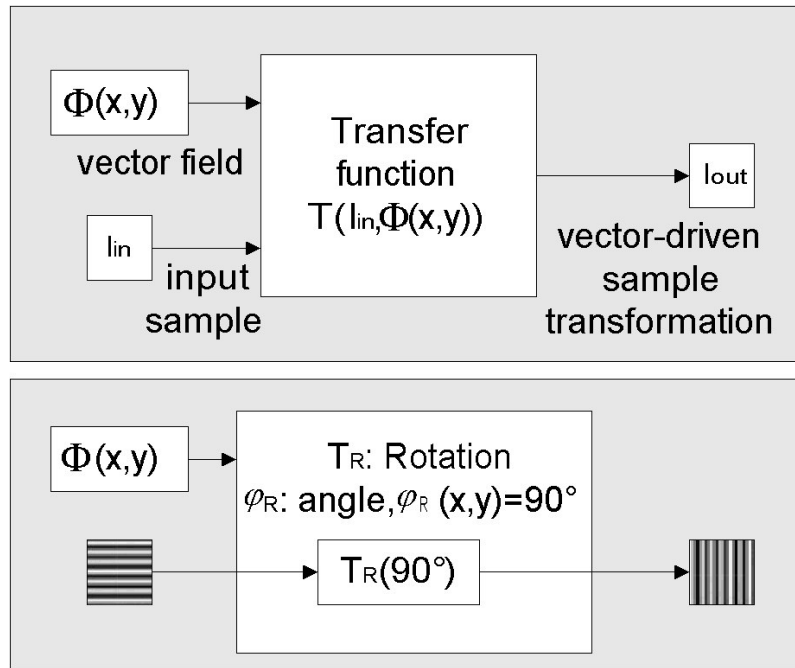 Φ(x,y)
vector field
Iin
input
sample
Transfer
function
T(Iin,Φ(x,y))
Iout
vector-driven
sample
transformation
Φ(x,y)
TR: Rotation
φR: angle,φR (x,y)=90°
TR(90°)